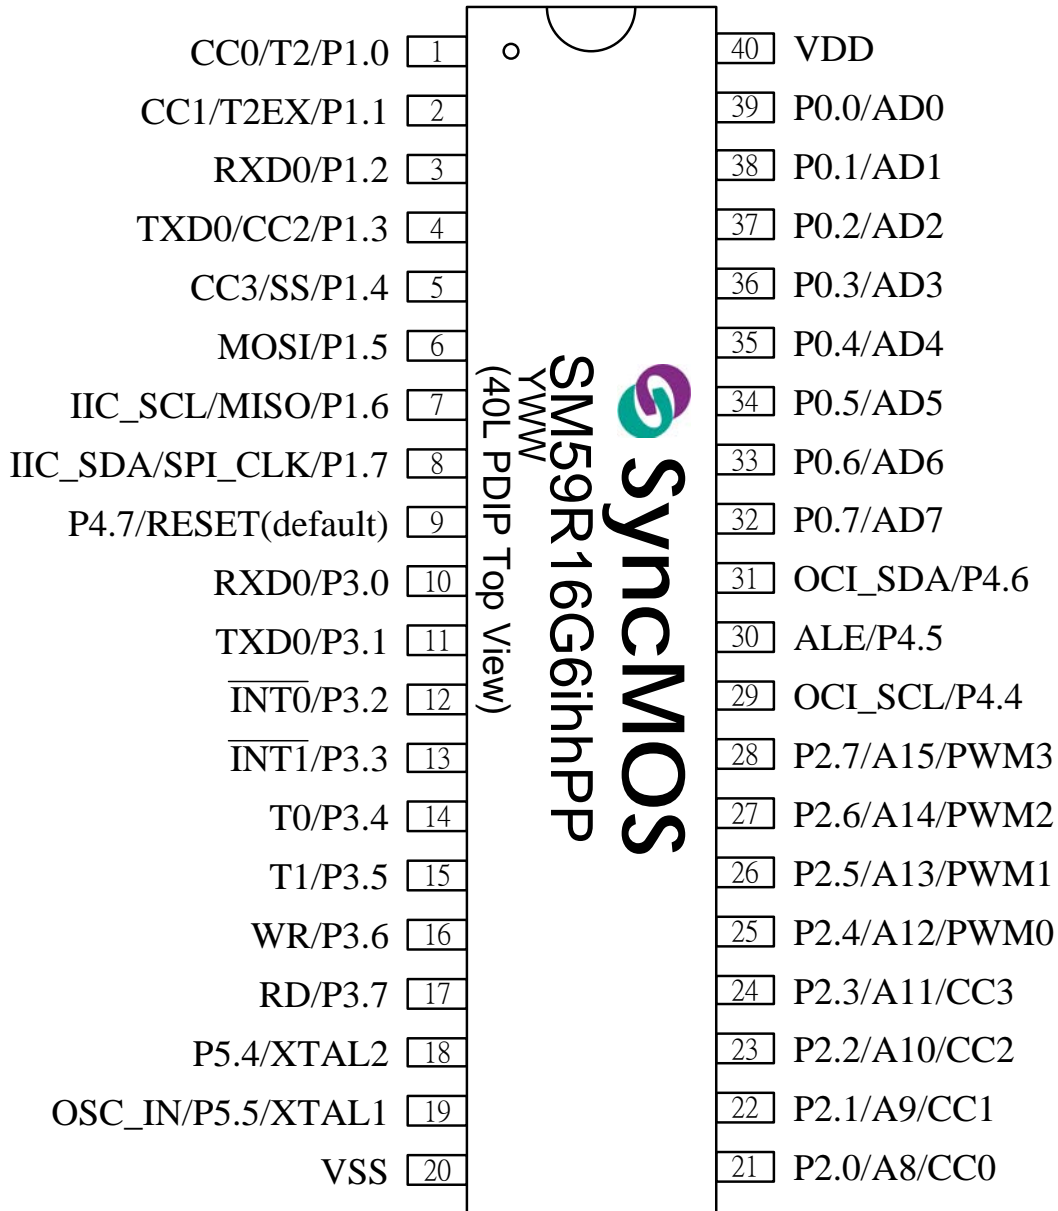 CC0/T2/P1.0 1
CC1/T2EX/P1.1 2
RXD0/P1.2 3
TXD0/CC2/P1.3 4
CC3/SS/P1.4 5
MOSI/P1.5 6
IIC_SCL/MISO/P1.6 7
IIC_SDA/SPI_CLK/P1.7 8
P4.7/RESET(default) 9
RXD0/P3.0 10
TXD0/P3.1 11
INT0/P3.2 12
INT1/P3.3 13
T0/P3.4 14
T1/P3.5 15
WR/P3.6 16
RD/P3.7 17
P5.4/XTAL2 18
OSC_IN/P5.5/XTAL1 19
VSS 20
SyncMOS
SM59R16G6ihhPP
YWW
(40L PDIP Top View)
40 VDD
39 P0.0/AD0
38 P0.1/AD1
37 P0.2/AD2
36 P0.3/AD3
35 P0.4/AD4
34 P0.5/AD5
33 P0.6/AD6
32 P0.7/AD7
31 OCI_SDA/P4.6
30 ALE/P4.5
29 OCI_SCL/P4.4
28 P2.7/A15/PWM3
27 P2.6/A14/PWM2
26 P2.5/A13/PWM1
25 P2.4/A12/PWM0
24 P2.3/A11/CC3
23 P2.2/A10/CC2
22 P2.1/A9/CC1
21 P2.0/A8/CC0